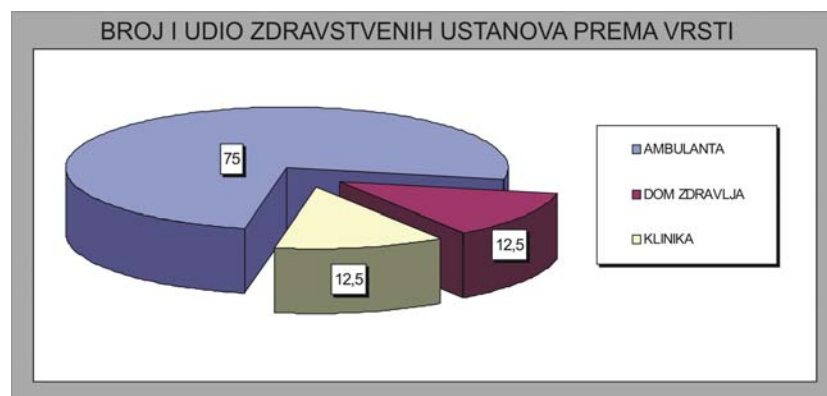 BROJ I UDIO ZDRAVSTVENIH USTANOVA PREMA VRSTI
75
12,5
12,5
AMBULANTA
DOM ZDRAVLJA
KLINIKA